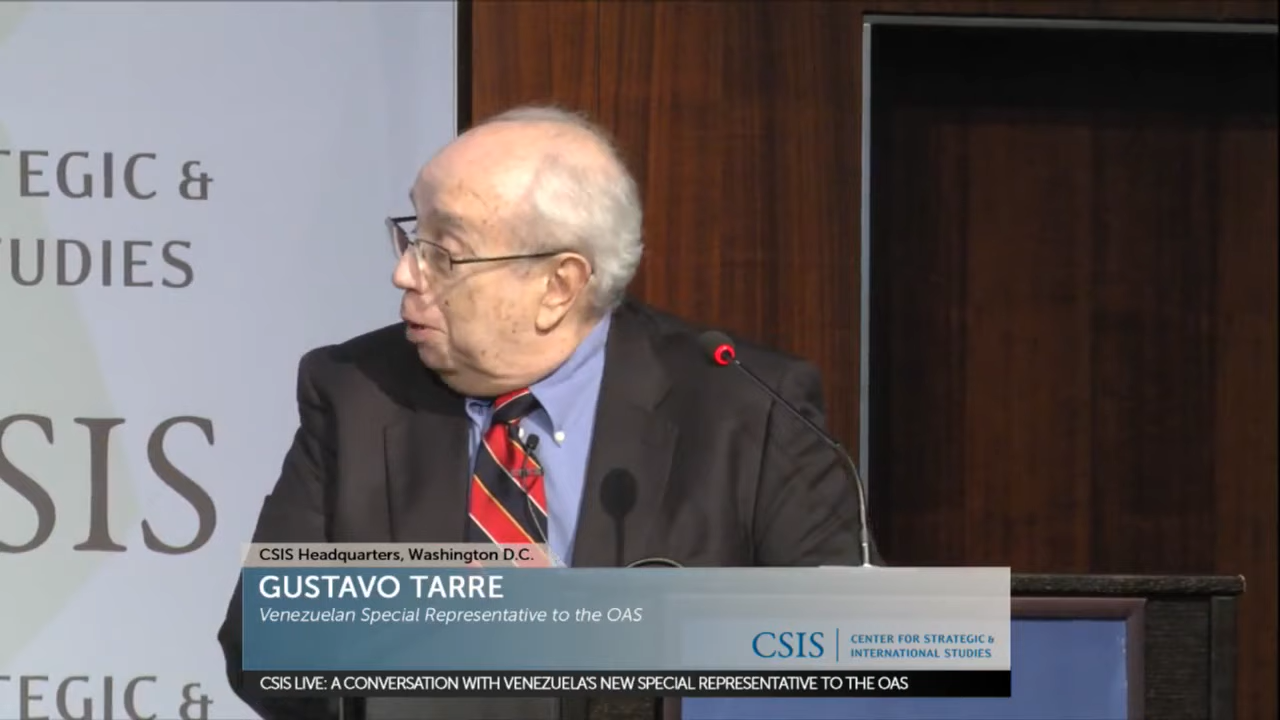 TEGIC &
TUDIES
SIS
TEGIC &
CSIS Headquarters, Washington D.C.
GUSTAVO TARRE
Venezuelan Special Representative to the OAS
CSIS
CENTER FOR STRATEGIC &
INTERNATIONAL STUDIES
CSIS LIVE: A CONVERSATION WITH VENEZUELA'S NEW SPECIAL REPRESENTATIVE TO THE OAS